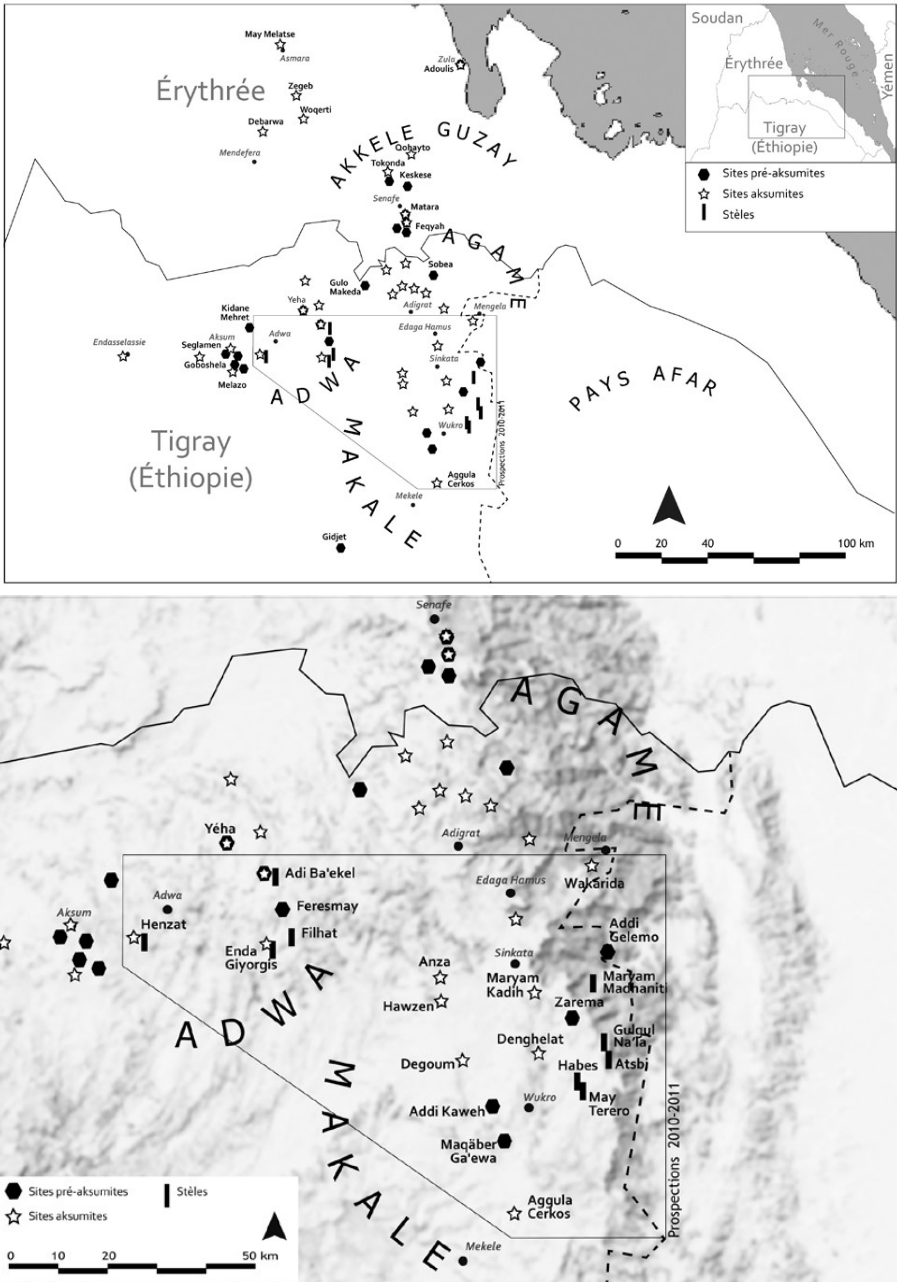 Soudan
Mer Rouge
Yémen
Érythrée
Tigray
(Éthiopie)
Sites pré-aksumites
Sites aksumites
Stèles
May Melatse
Asmara
Zula
Adoulis
Érythrée
Zegeb
Woqerti
Debarwa
Mendefera
AKKELE GUZAY
Qohayto
Tokonda
Keskese
Senafe
Matara
Feqyah
AGAME
Sobea
Gulo
Makeda
Yeha
Adigrat
Mengela
Kidane
Mehret
Endasselassie
Seglamen
Aksum
Adwa
Edaga Hamus
Goboshela
Melazo
Sinkata
ADWA
PAYS AFAR
MAKALE
Wukro
Prospections 2010-2011
Tigray
(Éthiopie)
Aggula
Cerkos
Mekele
Gidjet
0 20 40 100 km
Senafe
AGAME
Yéha
Adigrat
Mengela
Adi Ba'ekel
Edaga Hamus
Wakarida
Adwa
Feresmay
Aksum
Henzat
Filhat
Addi
Gelemo
Enda
Giyorgis
Sinkata
Anza
Maryam
Kadih
Maryam
Madhaniti
Hawzen
Zarema
ADWA
Gulqul
Na'la
Denghelat
Atsbi
Degoum
Habes
MAKALE
Wukro
May
Terero
Addi Kaweh
Maqäber
Ga'ewa
Prospections 2010-2011
Sites pré-aksumites
Stèles
Sites aksumites
Aggula
Cerkos
Mekele
0 10 20 50 km